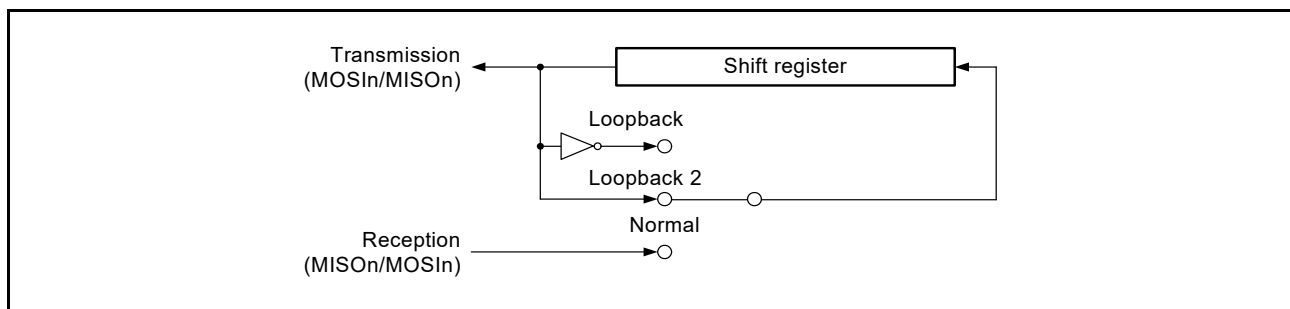 Transmission
(MOSIn/MISOn)
Shift register
Loopback
Loopback 2
Normal
Reception
(MISOn/MOSIn)